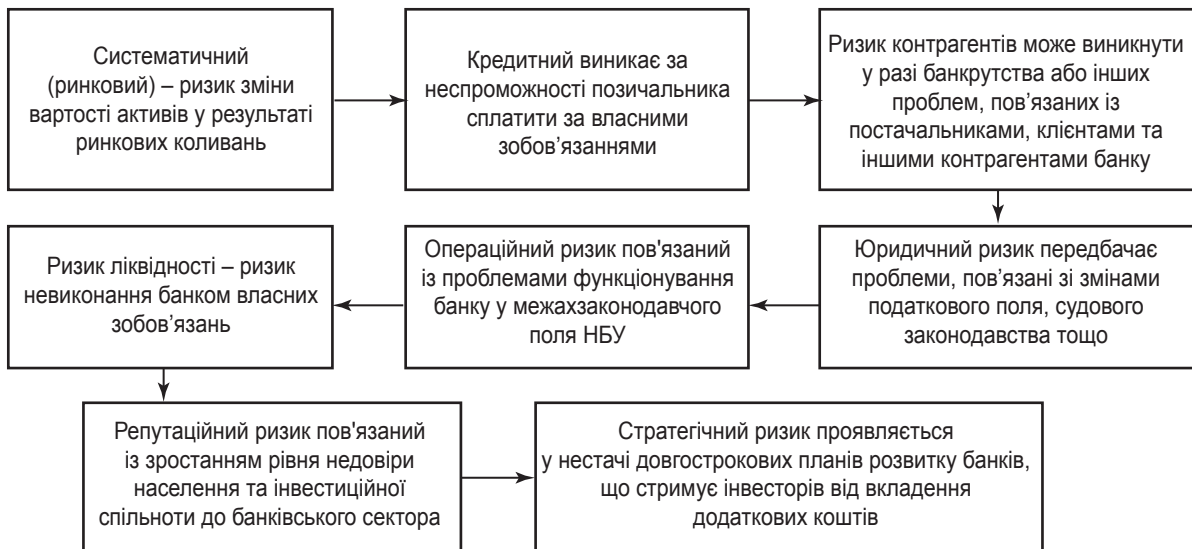 Систематичний
(ринковий) – ризик зміни
вартості активів у результаті
ринкових коливань
Кредитний виникає за
неспроможності позичальника
сплатити за власними
зобов’язаннями
Ризик контрагентів може виникнути
у разі банкрутства або інших
проблем, пов’язаних із
постачальниками, клієнтами та
іншими контрагентами банку
Юридичний ризик передбачає
проблеми, пов’язані зі змінами
податкового поля, судового
законодавства тощо
Операційний ризик пов'язаний
із проблемами функціонування
банку у межахзаконодавчого
поля НБУ
Ризик ліквідності – ризик
невиконання банком власних
зобов’язань
Репутаційний ризик пов'язаний
із зростанням рівня недовіри
населення та інвестиційної
спільноти до банківського сектора
Стратегічний ризик проявляється
у нестачі довгострокових планів розвитку банків,
що стримує інвесторів від вкладення
додаткових коштів